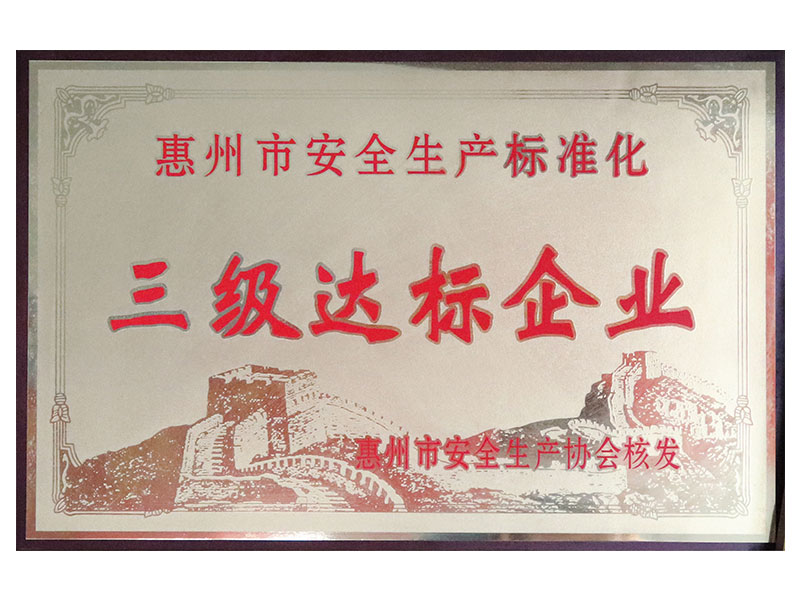 惠州市安全生产标准化
三级达标企业
惠州市安全生产协会核发